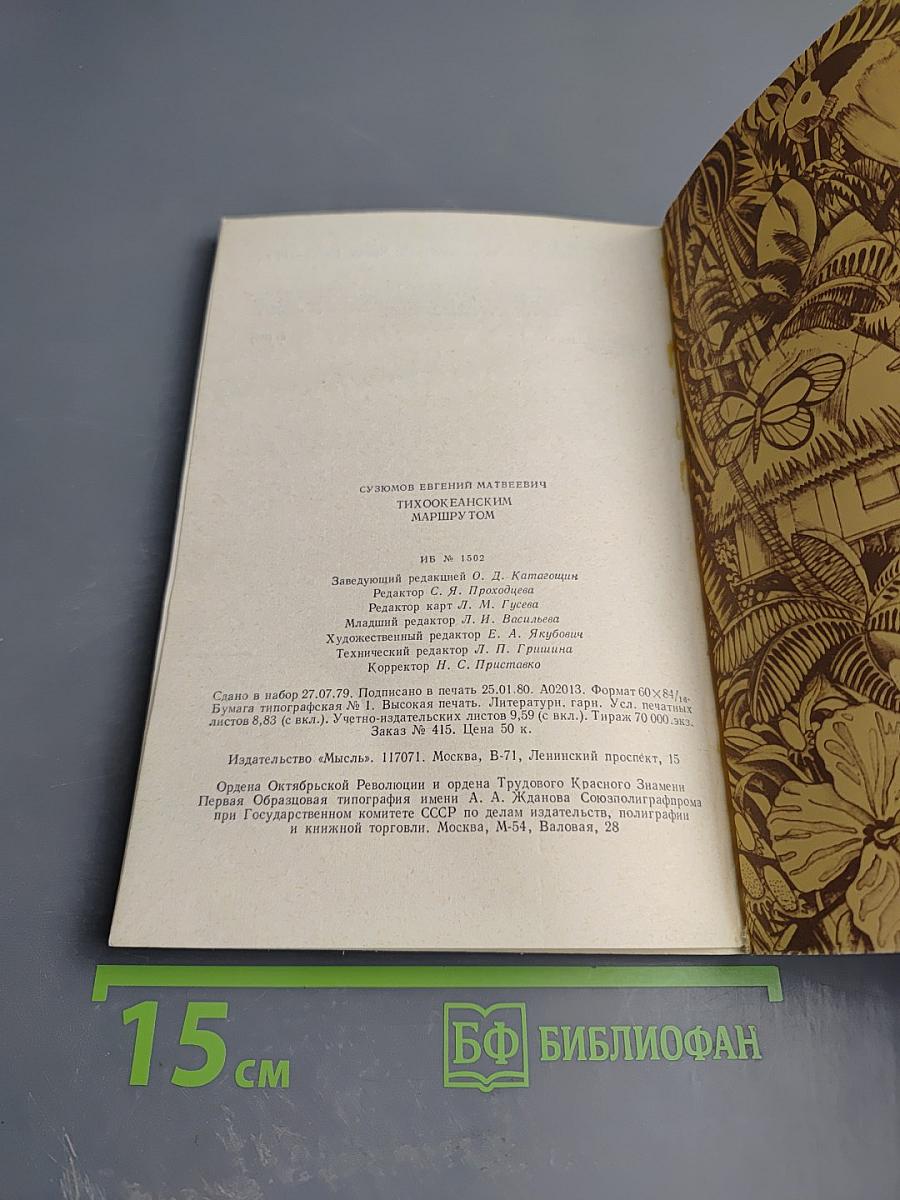 СУЗЮМОВ ЕВГЕНИЙ МАТВЕЕВИЧ
ТИХООКЕАНСКИМ
МАРШРУТОМ
ИБ № 1502
Заведующий редакцией О. Д. Катагощин
Редактор С. Я. Проходцева
Редактор карт Л. М. Гусева
Младший редактор Л. И. Васильева
Художественный редактор Е. А. Якубович
Технический редактор Л. П. Гришина
Корректор Н. С. Приставко
Сдано в набор 27.07.79. Подписано в печать 25.01.80. А02013. Формат 60×84/16.
Бумага типографская № 1. Высокая печать. Литературн. гарн. Усл. печатных
листов 8,83 (с вкл.). Учетно-издательских листов 9,59 (с вкл.). Тираж 70 000 экз.
Заказ № 415. Цена 50 к.
Издательство «Мысль». 117071. Москва, В-71, Ленинский проспект, 15
Ордена Октябрьской Революции и ордена Трудового Красного Знамени
Первая Образцовая типография имени А. А. Жданова Союзполиграфпрома
при Государственном комитете СССР по делам издательств, полиграфии
и книжной торговли. Москва, М-54, Валовая, 28
15 см
БФ БИБЛИОФАН